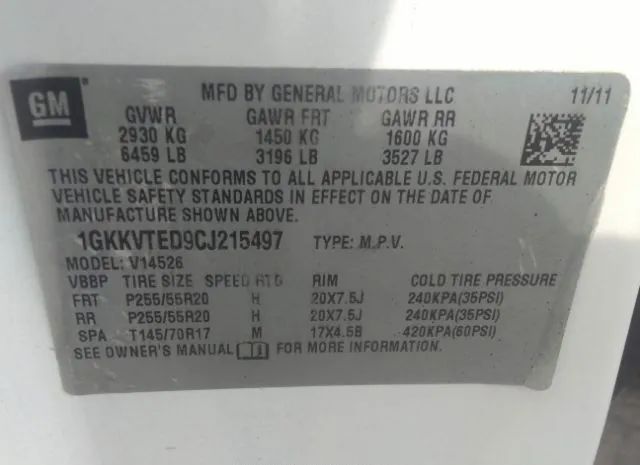 GM
MFD BY GENERAL MOTORS LLC 11/11
GVWR GAWR FRT GAWR RR
2930 KG 1450 KG 1600 KG
6459 LB 3196 LB 3527 LB
THIS VEHICLE CONFORMS TO ALL APPLICABLE U.S. FEDERAL MOTOR
VEHICLE SAFETY STANDARDS IN EFFECT ON THE DATE OF
MANUFACTURE SHOWN ABOVE.
1GKKVTED9CJ215497 TYPE: M.P.V.
MODEL: V14526
VBBP TIRE SIZE SPEED RTG RIM COLD TIRE PRESSURE
FRT P255/55R20 H 20X7.5J 240KPA(35PSI)
RR P255/55R20 H 20X7.5J 240KPA(35PSI)
SPA T145/70R17 M 17X4.5B 420KPA(60PSI)
SEE OWNER'S MANUAL FOR MORE INFORMATION.